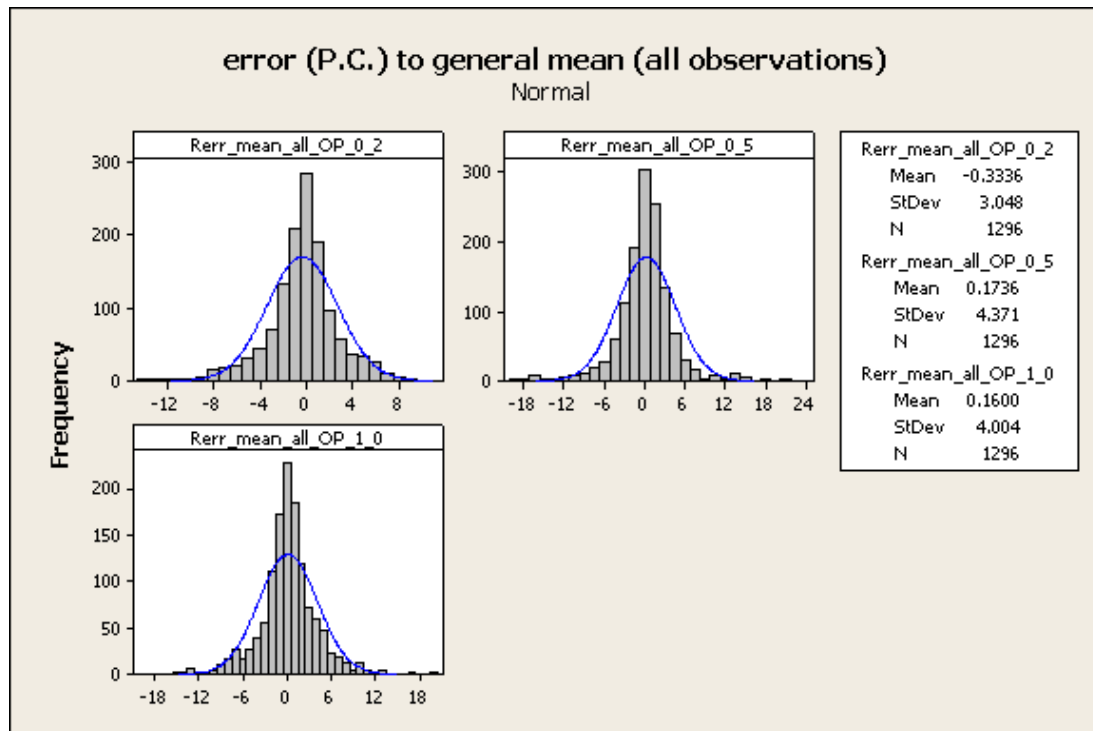 error (P.C.) to general mean (all observations)
Normal
Rerr_mean_all_OP_0_2
300
200
100
0
-12 -8 -4 0 4 8
Rerr_mean_all_OP_0_5
300
200
100
0
-18 -12 -6 0 6 12 18 24
Rerr_mean_all_OP_1_0
200
150
100
50
0
-18 -12 -6 0 6 12 18
Frequency
Rerr_mean_all_OP_0_2
Mean -0.3336
StDev 3.048
N 1296
Rerr_mean_all_OP_0_5
Mean 0.1736
StDev 4.371
N 1296
Rerr_mean_all_OP_1_0
Mean 0.1600
StDev 4.004
N 1296